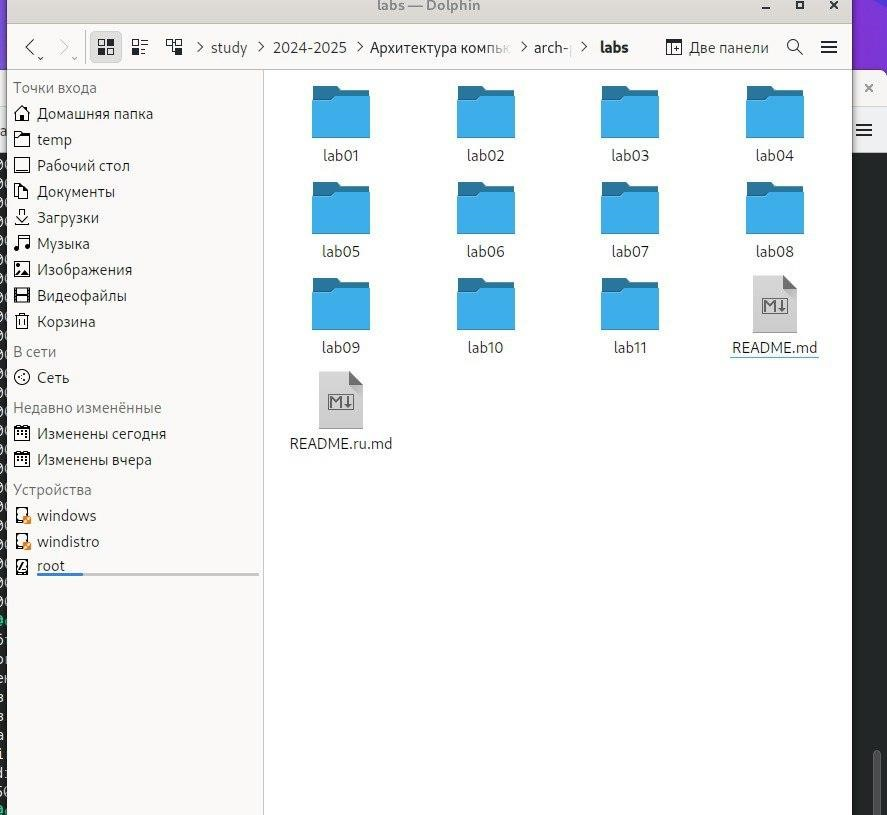 labs — Dolphin
study
2024-2025
Архитектура компь
arch-
labs
Две панели
Точки входа
Домашняя папка
temp
Рабочий стол
Документы
Загрузки
Музыка
Изображения
Видеофайлы
Корзина
В сети
Сеть
Недавно изменённые
Изменены сегодня
Изменены вчера
Устройства
windows
windistro
root
lab01 lab02 lab03 lab04
lab05 lab06 lab07 lab08
lab09 lab10 lab11 README.md
README.ru.md